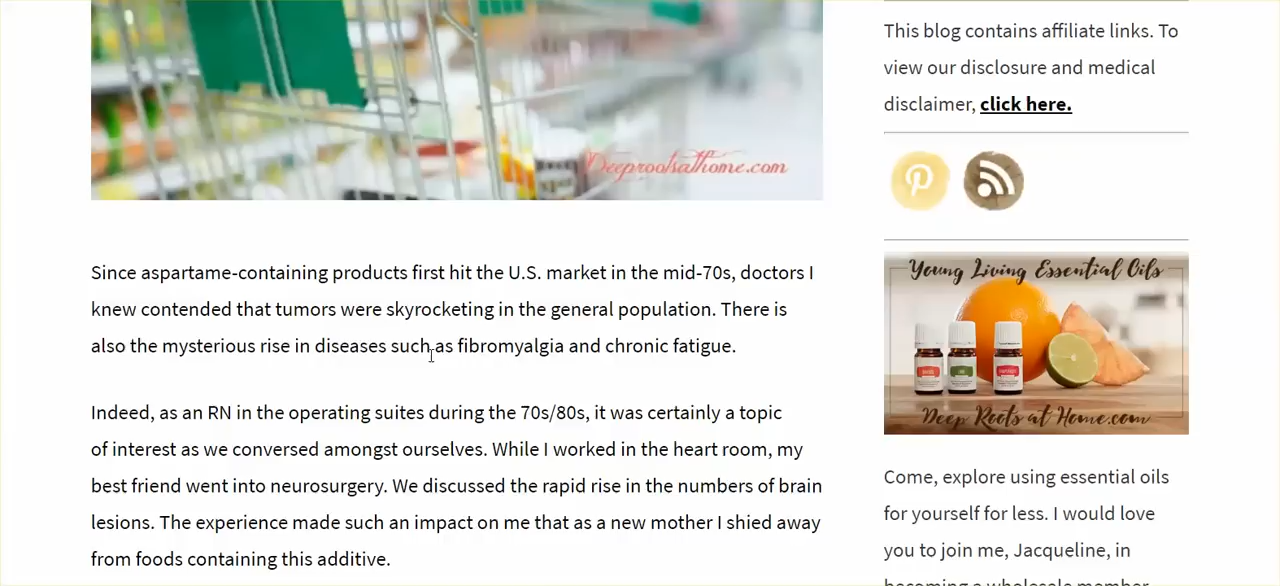 Deeprootsathome.com
Since aspartame-containing products first hit the U.S. market in the mid-70s, doctors I
knew contended that tumors were skyrocketing in the general population. There is
also the mysterious rise in diseases such as fibromyalgia and chronic fatigue.
Indeed, as an RN in the operating suites during the 70s/80s, it was certainly a topic
of interest as we conversed amongst ourselves. While I worked in the heart room, my
best friend went into neurosurgery. We discussed the rapid rise in the numbers of brain
lesions. The experience made such an impact on me that as a new mother I shied away
from foods containing this additive.
This blog contains affiliate links. To
view our disclosure and medical
disclaimer, click here.
Young Living Essential Oils
Deep Roots at Home.com
Come, explore using essential oils
for yourself for less. I would love
you to join me, Jacqueline, in
becoming a wholesale member